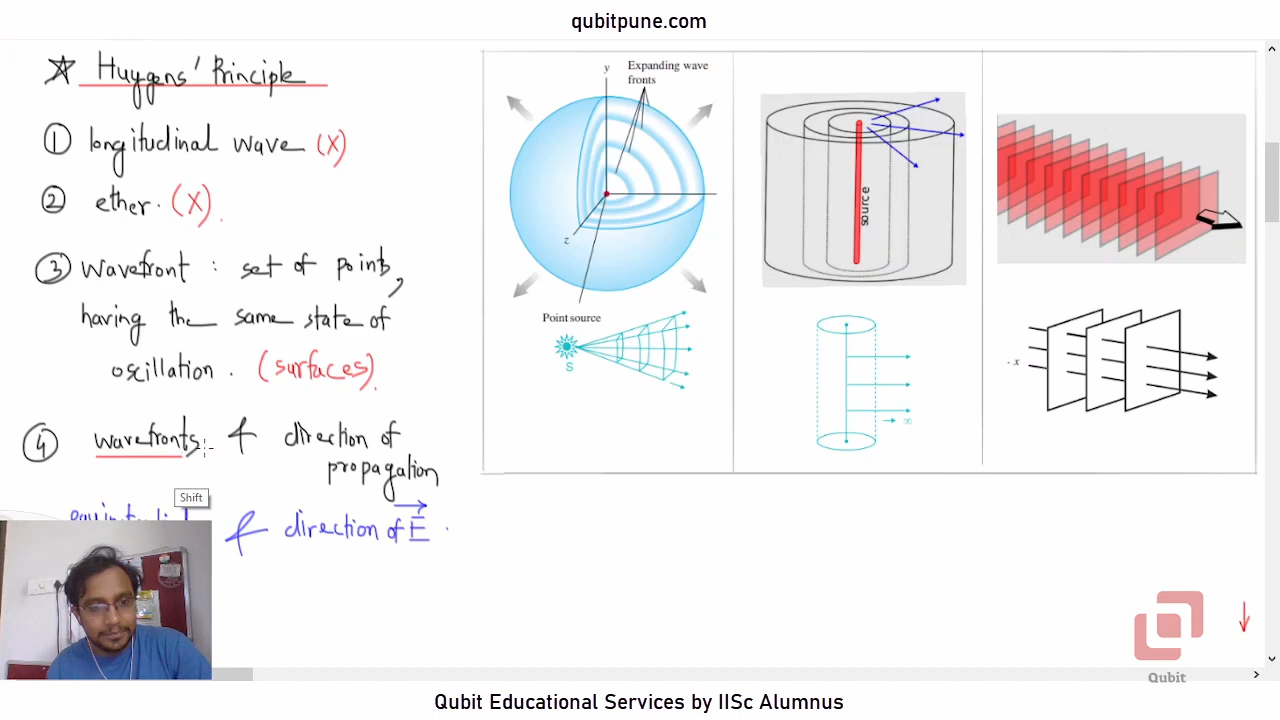 qubitpune.com
Huygens' Principle
① longitudinal wave (X)
② ether. (X).
③ Wavefront : set of points,
having the same state of
oscillation. (surfaces).
④ wavefronts & direction of
propagation
Shift
& direction of E
y
Expanding wave
fronts
z
Point source
S
source
∞
- x
Qubit
Qubit Educational Services by IISc Alumnus